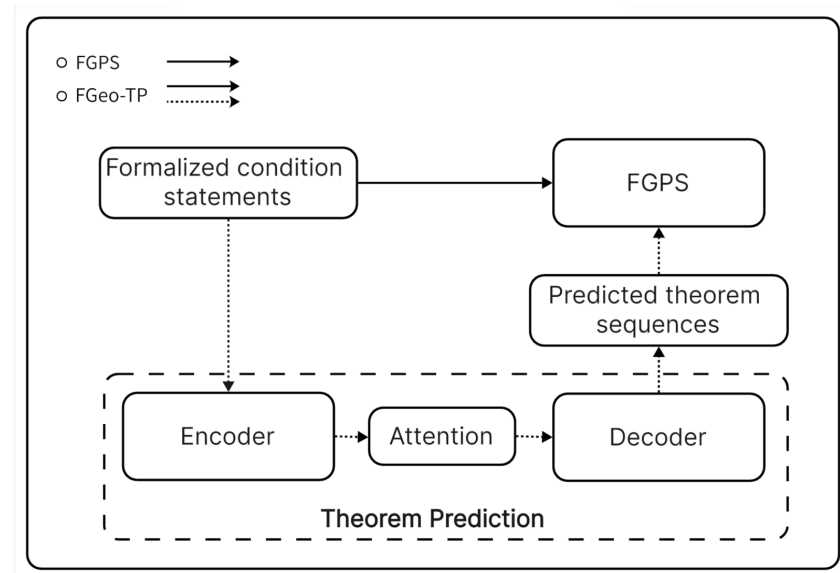 FGPS
FGeo-TP
Formalized condition
statements
FGPS
Predicted theorem
sequences
Encoder
Attention
Decoder
Theorem Prediction